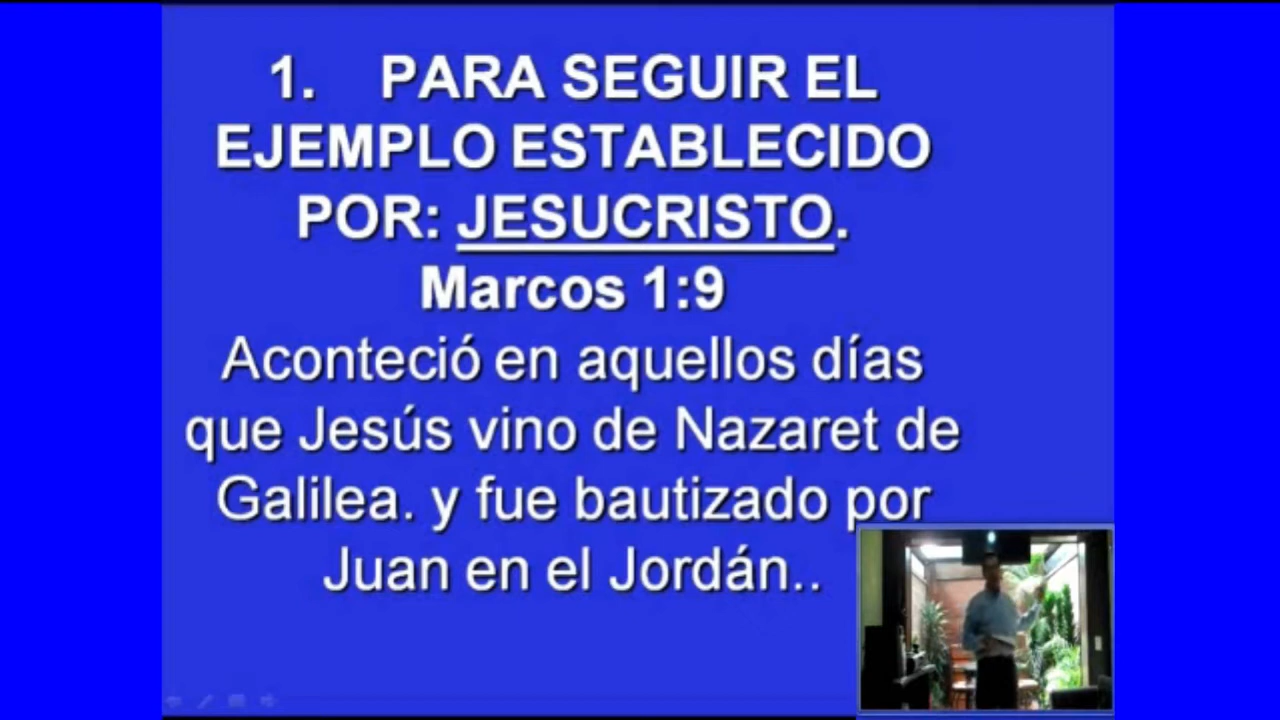 1. PARA SEGUIR EL
EJEMPLO ESTABLECIDO
POR: JESUCRISTO.
Marcos 1:9
Aconteció en aquellos días
que Jesús vino de Nazaret de
Galilea. y fue bautizado por
Juan en el Jordán..